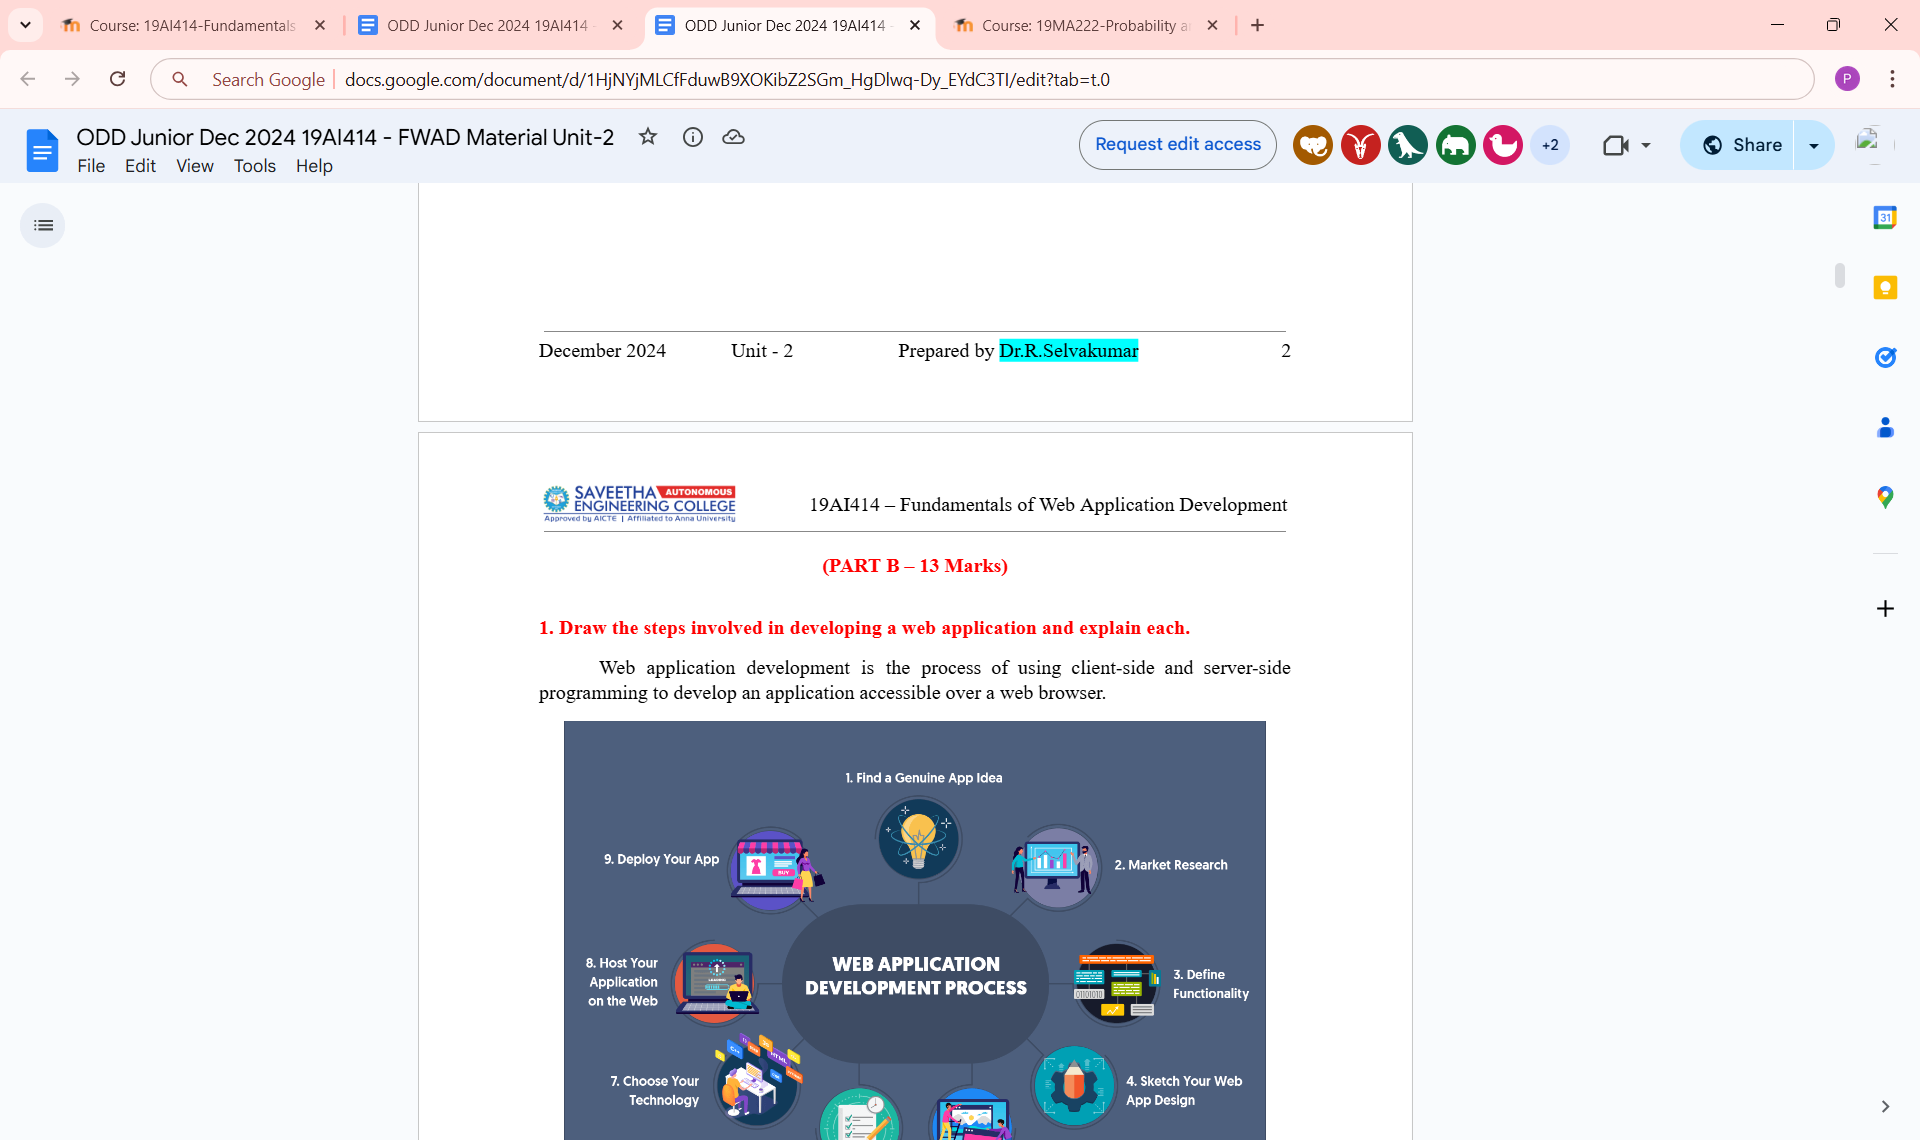 Course: 19AI414-Fundamentals
ODD Junior Dec 2024 19AI414 -
ODD Junior Dec 2024 19AI414 -
Course: 19MA222-Probability a
Search Google
docs.google.com/document/d/1HjNYjMLCfFduwB9XOKibZ2SGm_HgDlwq-Dy_EYdC3TI/edit?tab=t.0
P
ODD Junior Dec 2024 19AI414 - FWAD Material Unit-2
File Edit View Tools Help
Request edit access
+2
Share
31
December 2024 Unit - 2 Prepared by Dr.R.Selvakumar 2
SAVEETHA AUTONOMOUS
ENGINEERING COLLEGE
Approved by AICTE | Affiliated to Anna University
19AI414 – Fundamentals of Web Application Development
(PART B – 13 Marks)
1. Draw the steps involved in developing a web application and explain each.
Web application development is the process of using client-side and server-side
programming to develop an application accessible over a web browser.
1. Find a Genuine App Idea
9. Deploy Your App
BUY
2. Market Research
WEB APPLICATION
DEVELOPMENT PROCESS
8. Host Your
Application
on the Web
3. Define
Functionality
7. Choose Your
Technology
4. Sketch Your Web
App Design